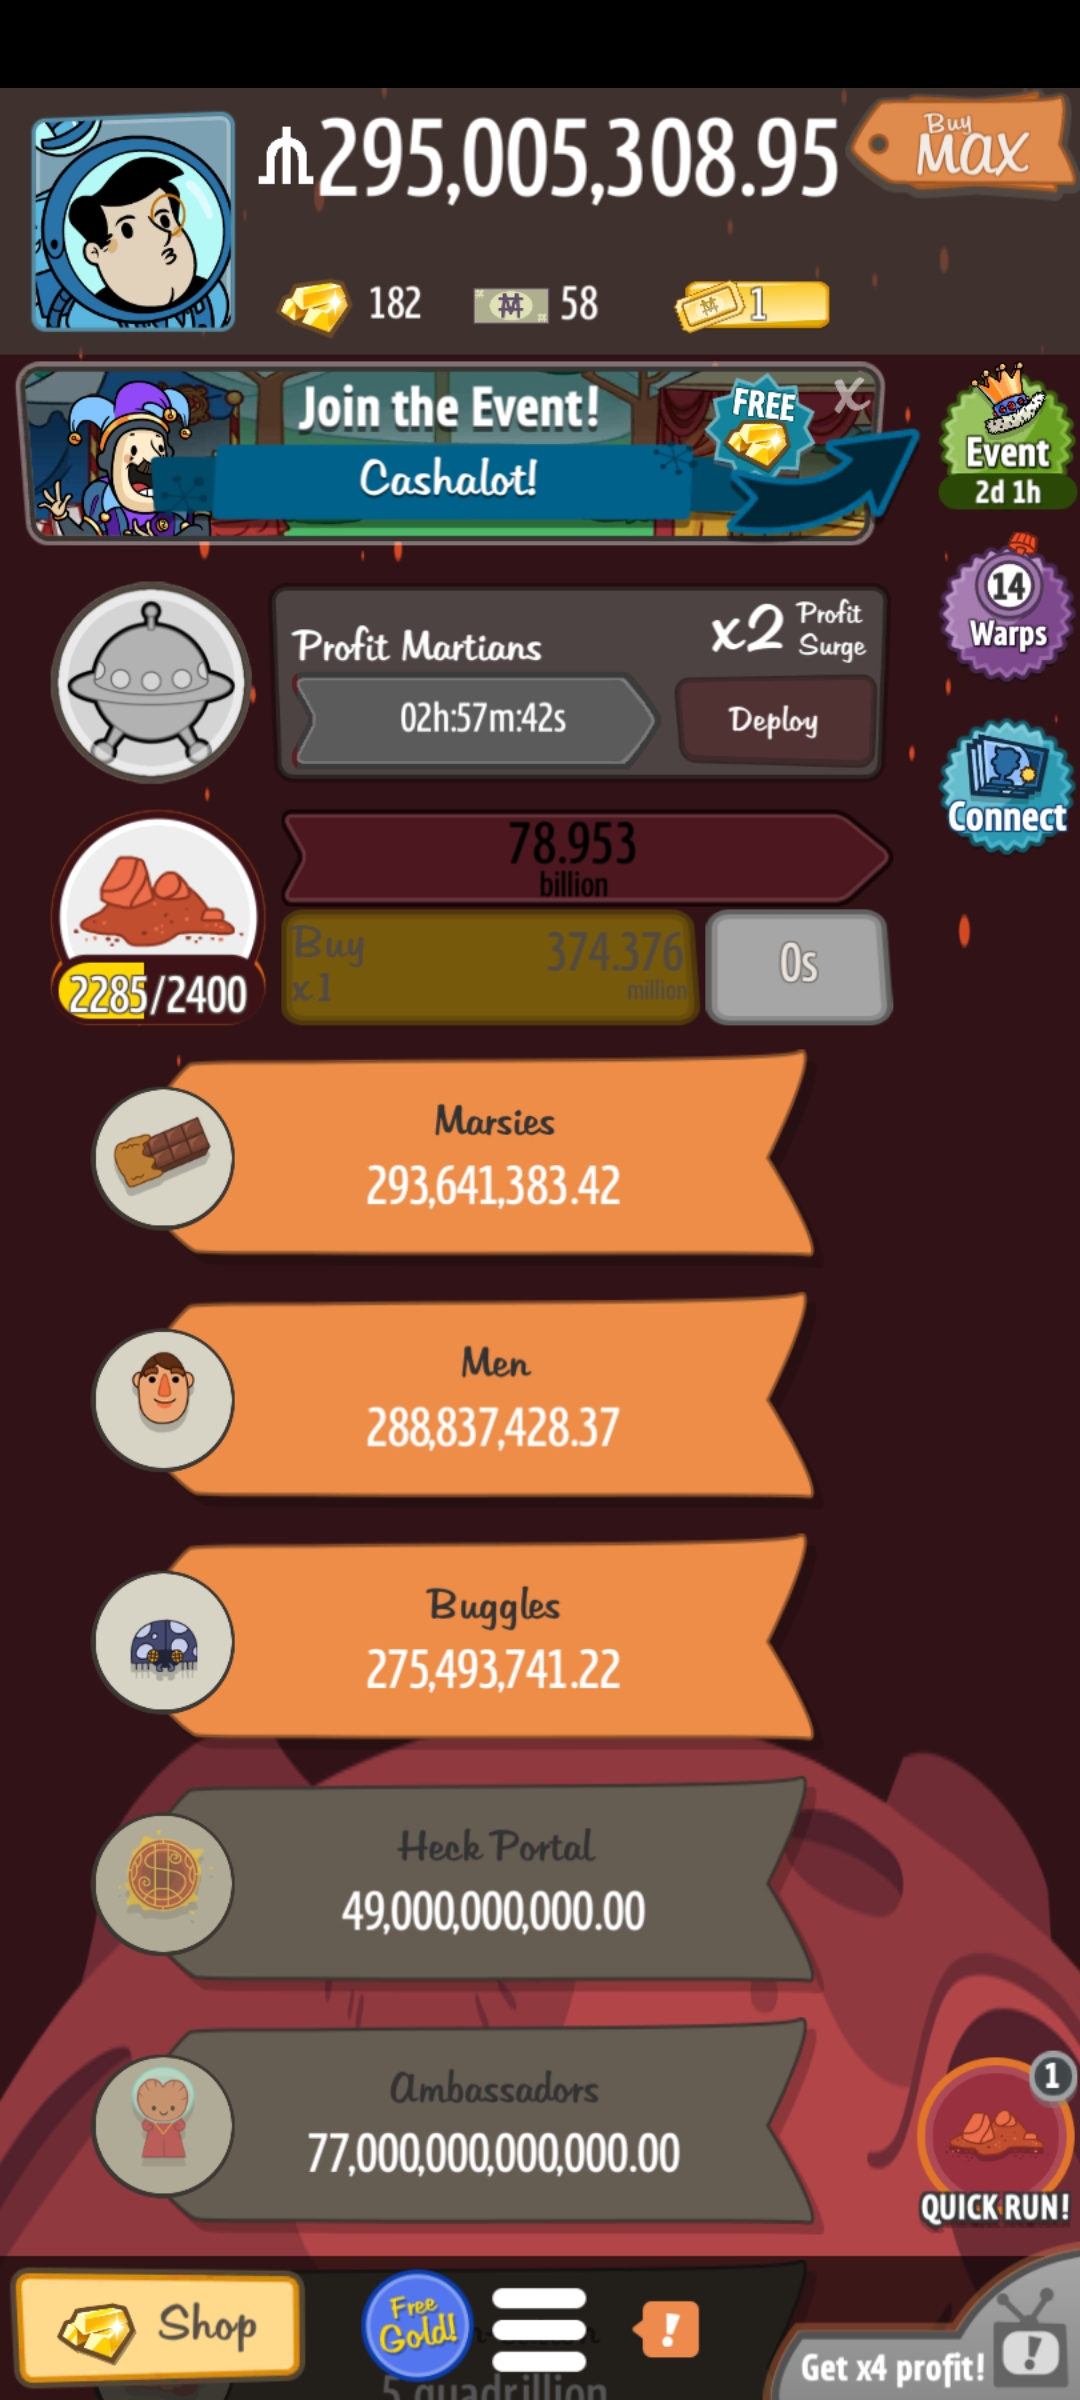 295,005,308.95
Buy
Max
182
58
1
Join the Event!
Cashalot!
FREE
X
Event
2d 1h
14
Warps
Connect
Profit Martians
x2 Profit Surge
02h:57m:42s
Deploy
78.953
billion
2285/2400
Buy
x1
374.376
million
0s
Marsies
293,641,383.42
Men
288,837,428.37
Buggles
275,493,741.22
Heck Portal
49,000,000,000.00
Ambassadors
77,000,000,000,000.00
1
QUICK RUN!
Shop
Free
Gold!
!
5 quadrillion
Get x4 profit!
!